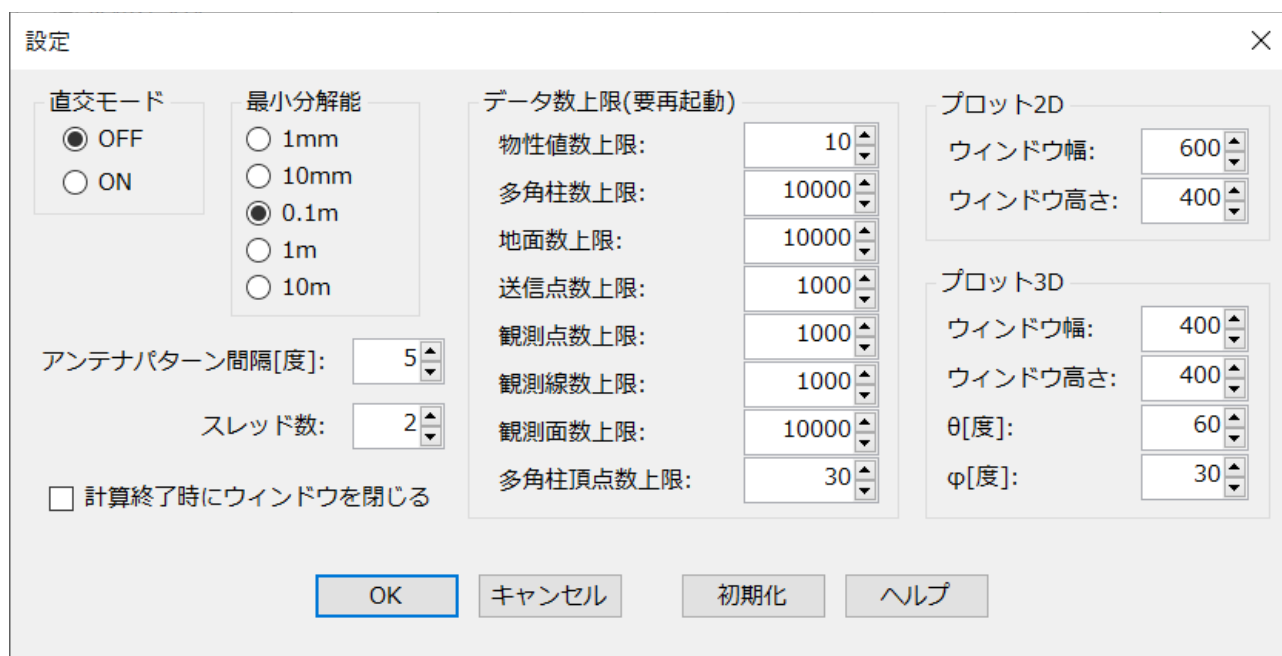 設定
直交モード
OFF
ON
最小分解能
1mm
10mm
0.1m
1m
10m
アンテナパターン間隔[度]: 5
スレッド数: 2
計算終了時にウィンドウを閉じる
データ数上限(要再起動)
物性値数上限: 10
多角柱数上限: 10000
地面数上限: 10000
送信点数上限: 1000
観測点数上限: 1000
観測線数上限: 1000
観測面数上限: 10000
多角柱頂点数上限: 30
プロット2D
ウィンドウ幅: 600
ウィンドウ高さ: 400
プロット3D
ウィンドウ幅: 400
ウィンドウ高さ: 400
θ[度]: 60
φ[度]: 30
OK キャンセル 初期化 ヘルプ